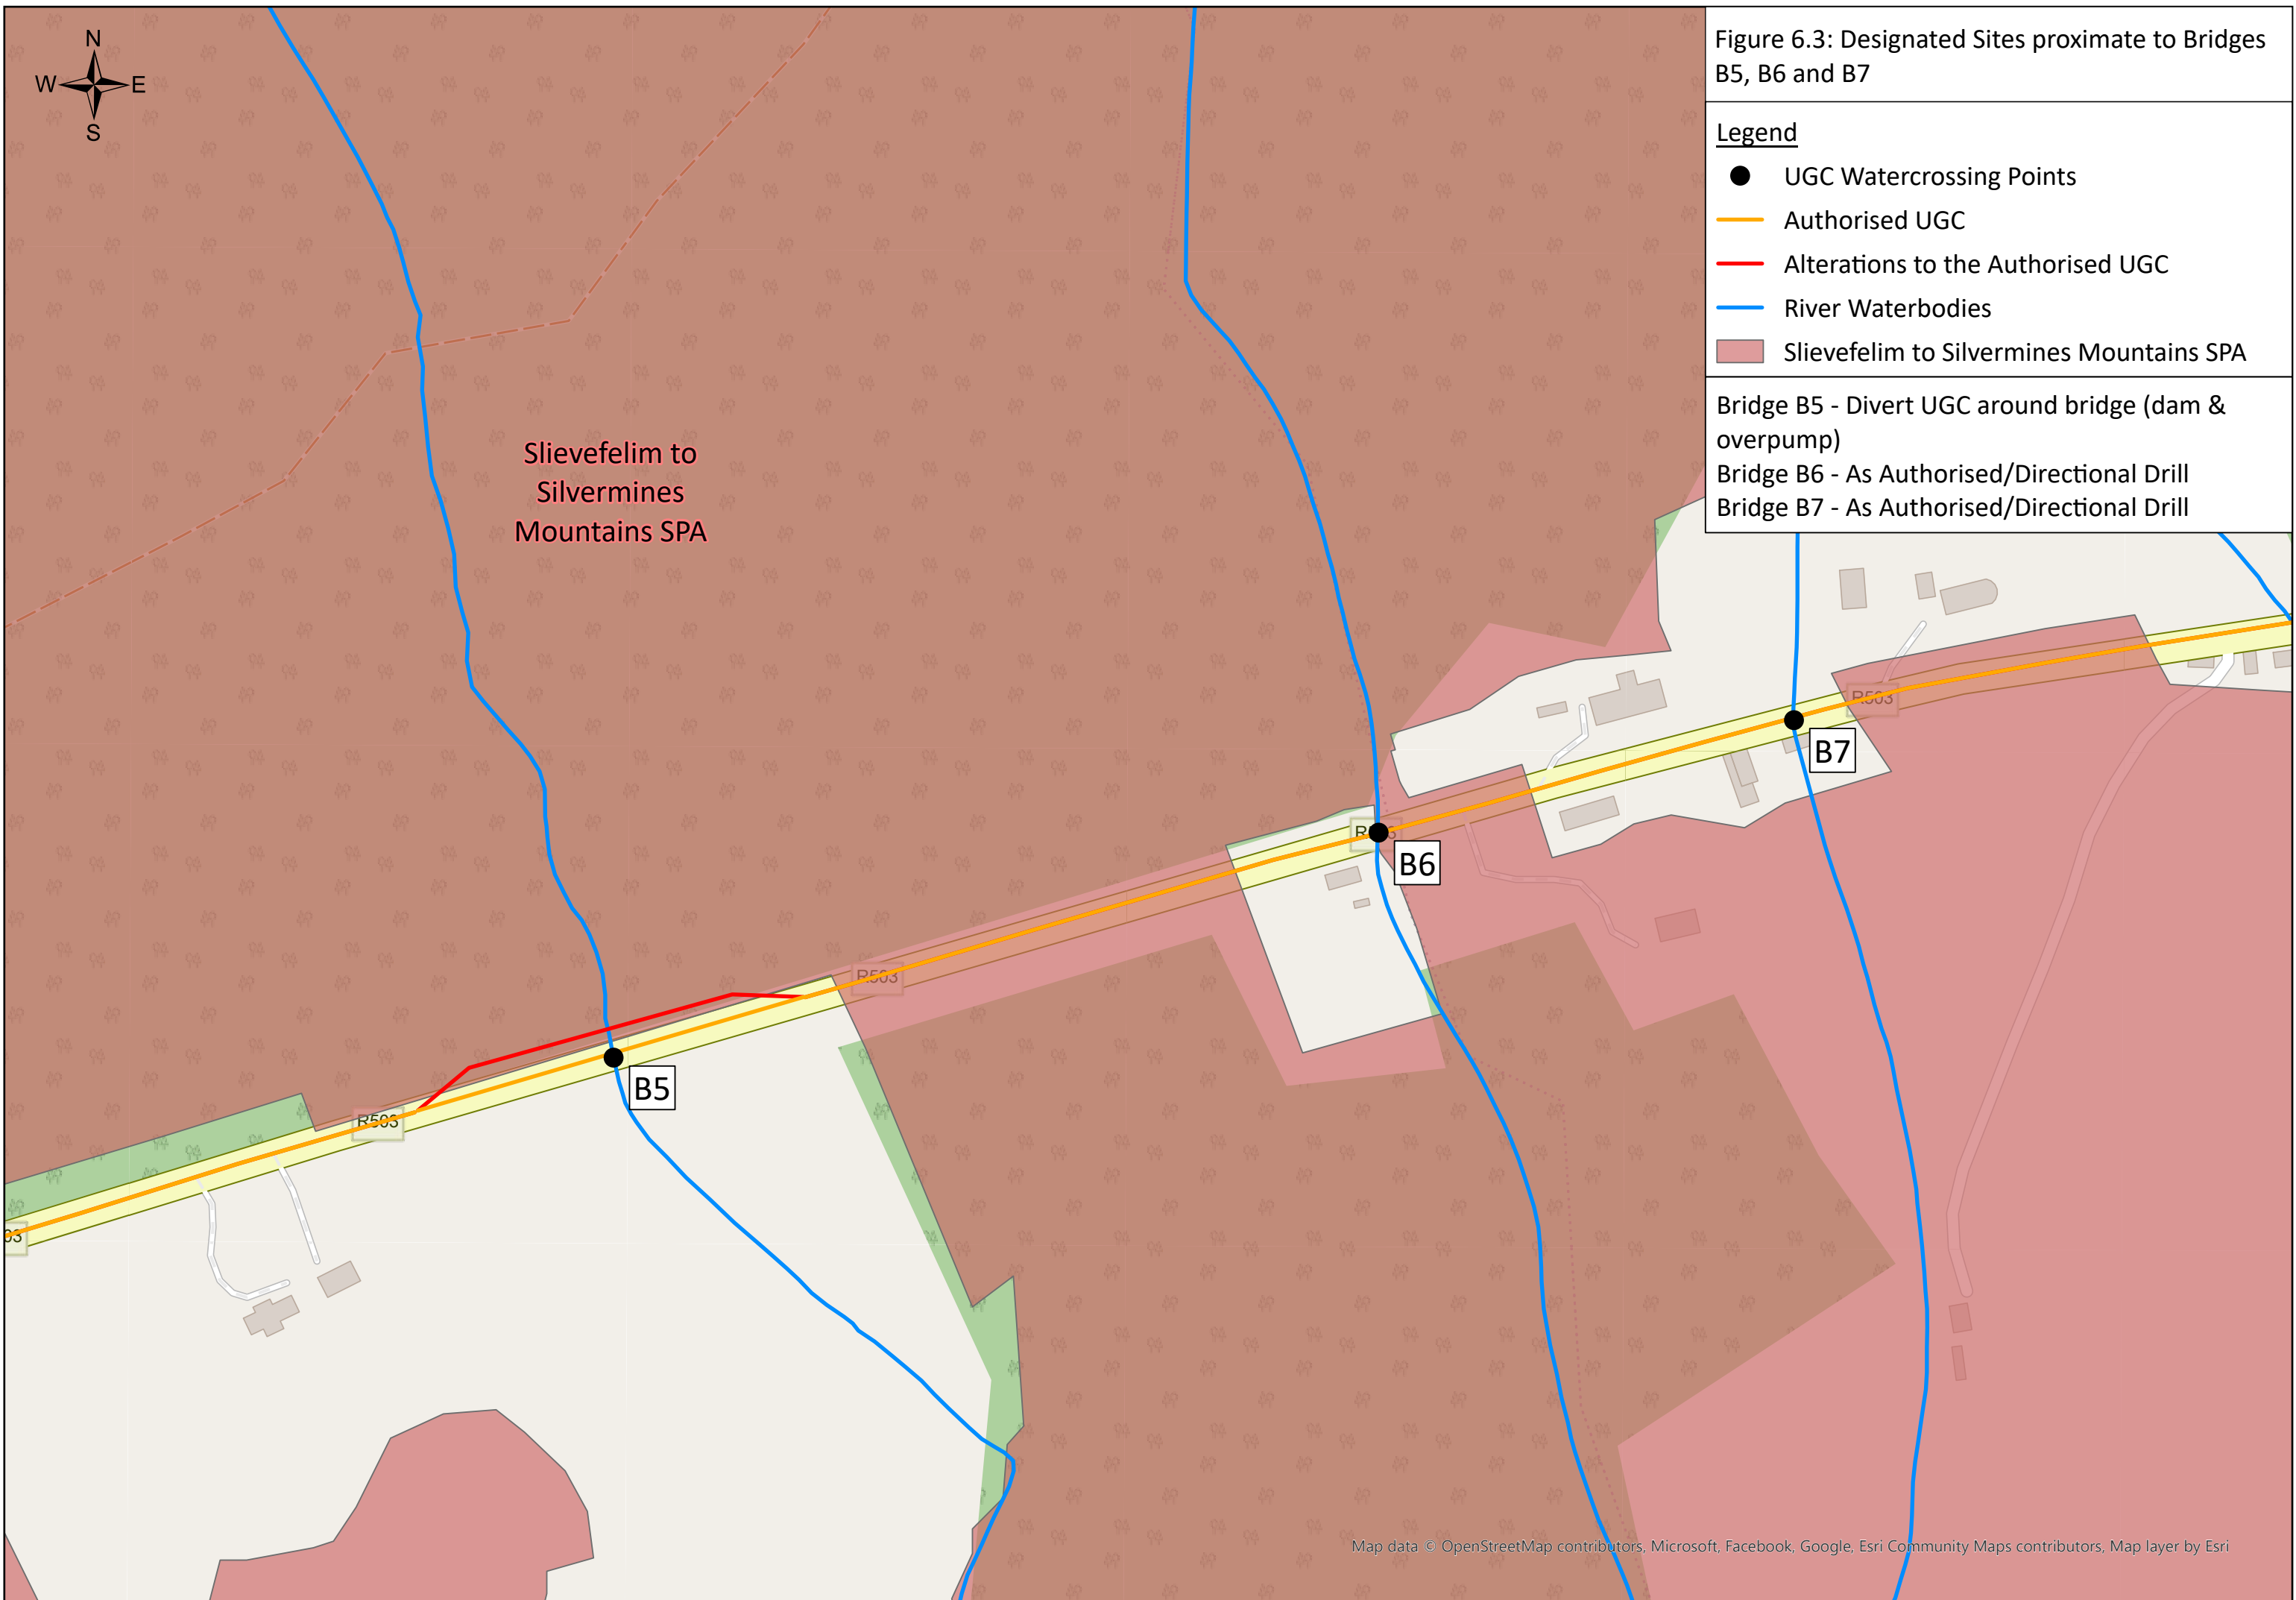 N
W E
S
Figure 6.3: Designated Sites proximate to Bridges
B5, B6 and B7
Legend
UGC Watercrossing Points
Authorised UGC
Alterations to the Authorised UGC
River Waterbodies
Slievefelim to Silvermines Mountains SPA
Bridge B5 - Divert UGC around bridge (dam &
overpump)
Bridge B6 - As Authorised/Directional Drill
Bridge B7 - As Authorised/Directional Drill
Slievefelim to
Silvermines
Mountains SPA
R503
B7
B6
R503
B5
R503
03
Map data © OpenStreetMap contributors, Microsoft, Facebook, Google, Esri Community Maps contributors, Map layer by Esri